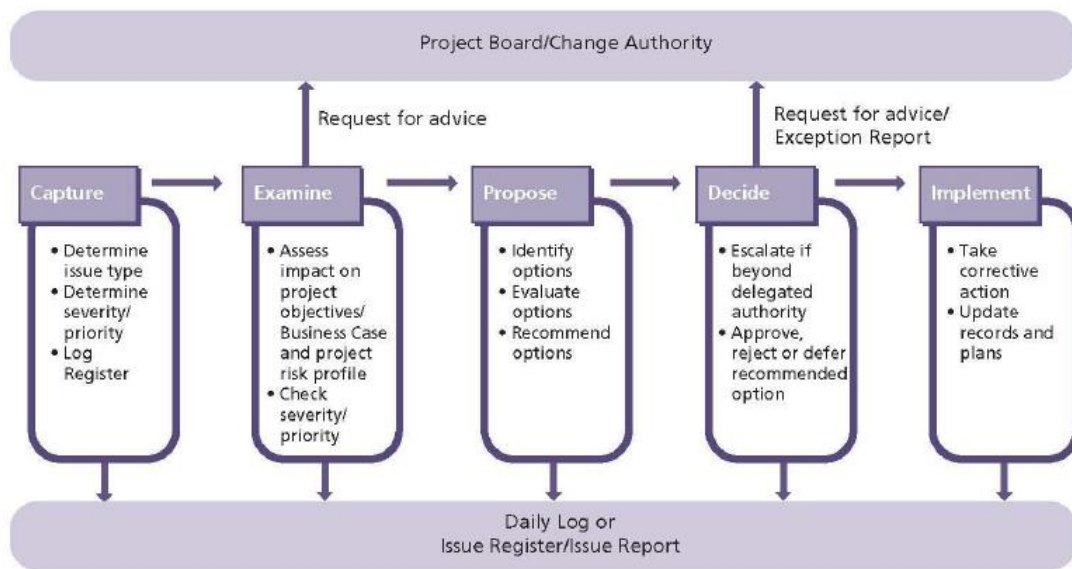 Project Board/Change Authority
Request for advice
Request for advice/
Exception Report
Capture
• Determine
issue type
• Determine
severity/
priority
• Log
Register
Examine
• Assess
impact on
project
objectives/
Business Case
and project
risk profile
• Check
severity/
priority
Propose
• Identify
options
• Evaluate
options
• Recommend
options
Decide
• Escalate if
beyond
delegated
authority
• Approve,
reject or defer
recommended
option
Implement
• Take
corrective
action
• Update
records and
plans
Daily Log or
Issue Register/Issue Report